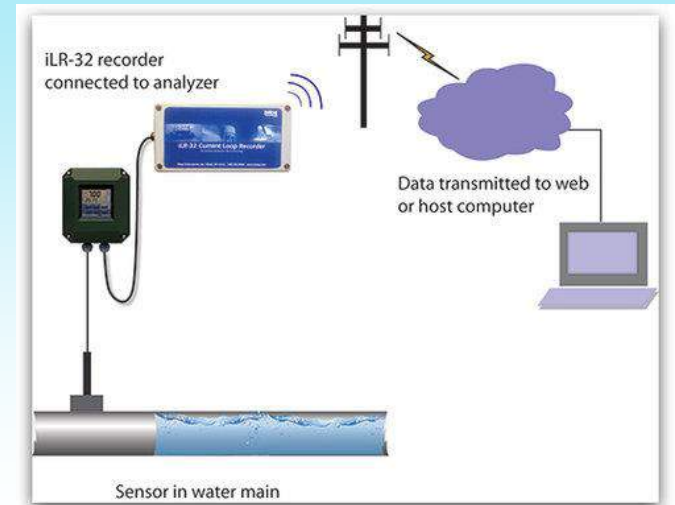 iLR-32 recorder
connected to analyzer
iLR-32 Current Loop Recorder
Data transmitted to web
or host computer
Sensor in water main